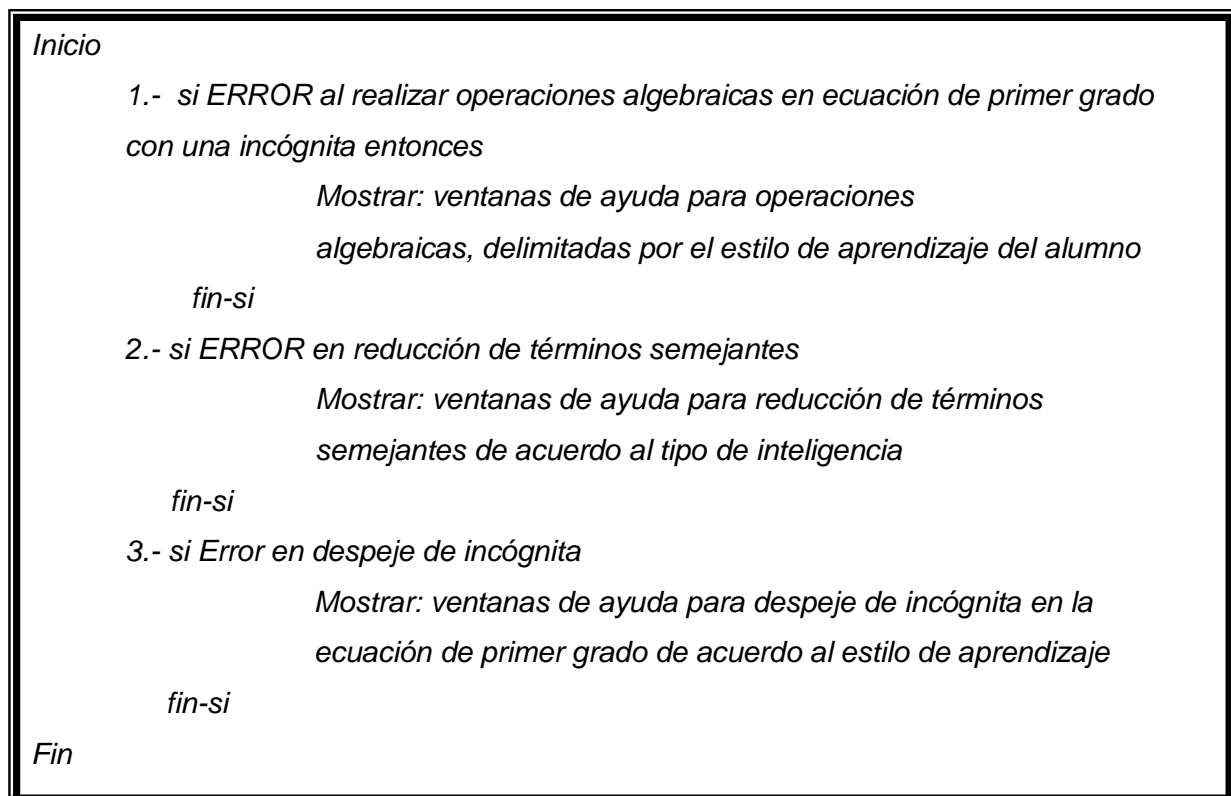 Inicio
1.- si ERROR al realizar operaciones algebraicas en ecuación de primer grado
con una incógnita entonces
Mostrar: ventanas de ayuda para operaciones
algebraicas, delimitadas por el estilo de aprendizaje del alumno
fin-si
2.- si ERROR en reducción de términos semejantes
Mostrar: ventanas de ayuda para reducción de términos
semejantes de acuerdo al tipo de inteligencia
fin-si
3.- si Error en despeje de incógnita
Mostrar: ventanas de ayuda para despeje de incógnita en la
ecuación de primer grado de acuerdo al estilo de aprendizaje
fin-si
Fin